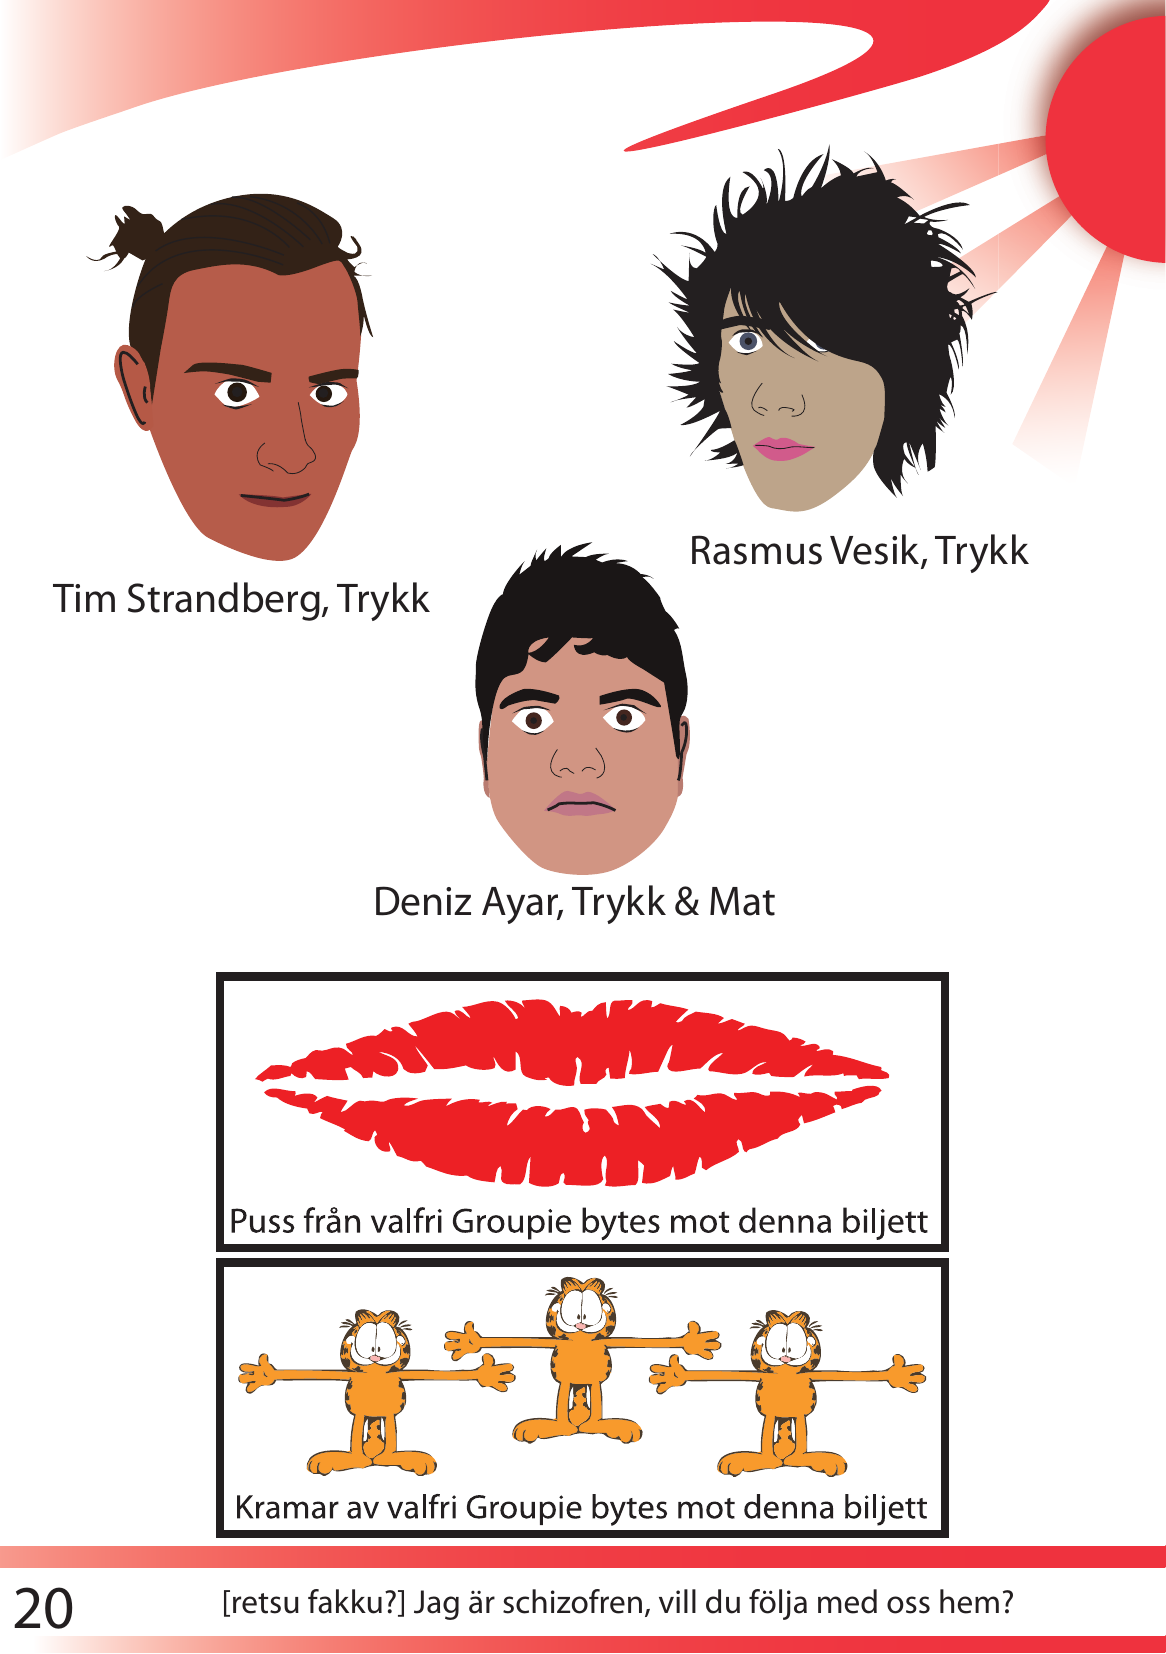 Rasmus Vesik, Trykk
Tim Strandberg, Trykk
Deniz Ayar, Trykk & Mat
Puss från valfri Groupie bytes mot denna biljett
Kramar av valfri Groupie bytes mot denna biljett
20
[retsu fakku?] Jag är schizofren, vill du följa med oss hem?